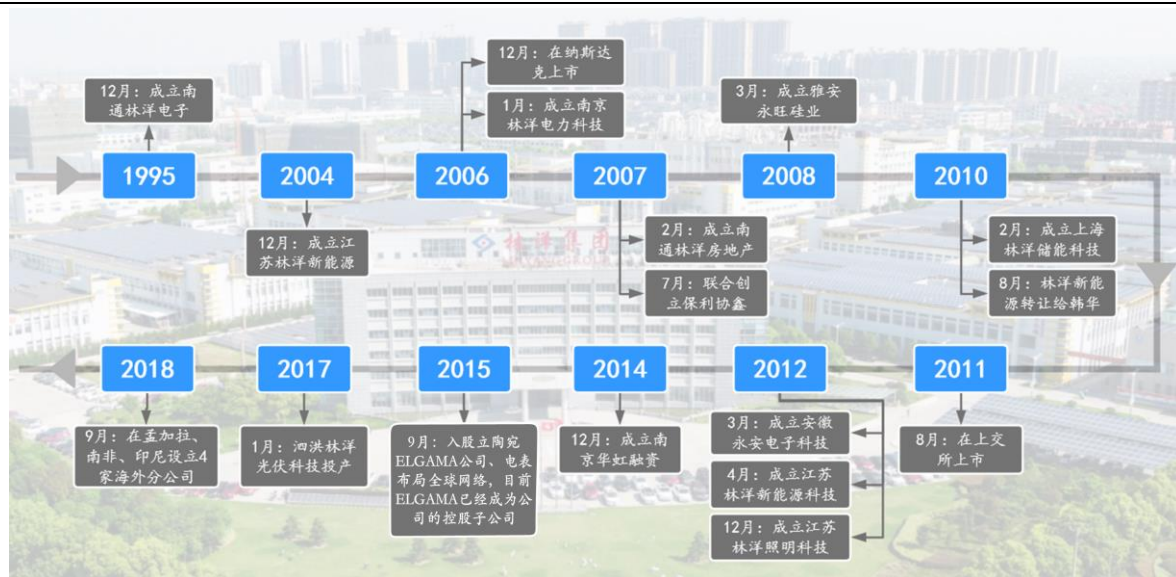 12月：成立南
通林洋电子
1995
2004
12月：成立江
苏林洋新能源
12月：在纳斯达
克上市
1月：成立南京
林洋电力科技
2006
2007
2月：成立南
通林洋房地产
7月：联合创
立保利协鑫
3月：成立雅安
永旺硅业
2008
2010
2月：成立上海
林洋储能科技
8月：林洋新能
源转让给韩华
林洋集团
2011
8月：在上交
所上市
2012
3月：成立安徽
永安电子科技
4月：成立江苏
林洋新能源科技
12月：成立江苏
林洋照明科技
2014
12月：成立南
京华虹融资
2015
9月：入股立陶宛
ELGAMA公司、电表
布局全球网络，目前
ELGAMA已经成为公
司的控股子公司
2017
1月：泗洪林洋
光伏科技投产
2018
9月：在孟加拉、
南非、印尼设立4
家海外分公司